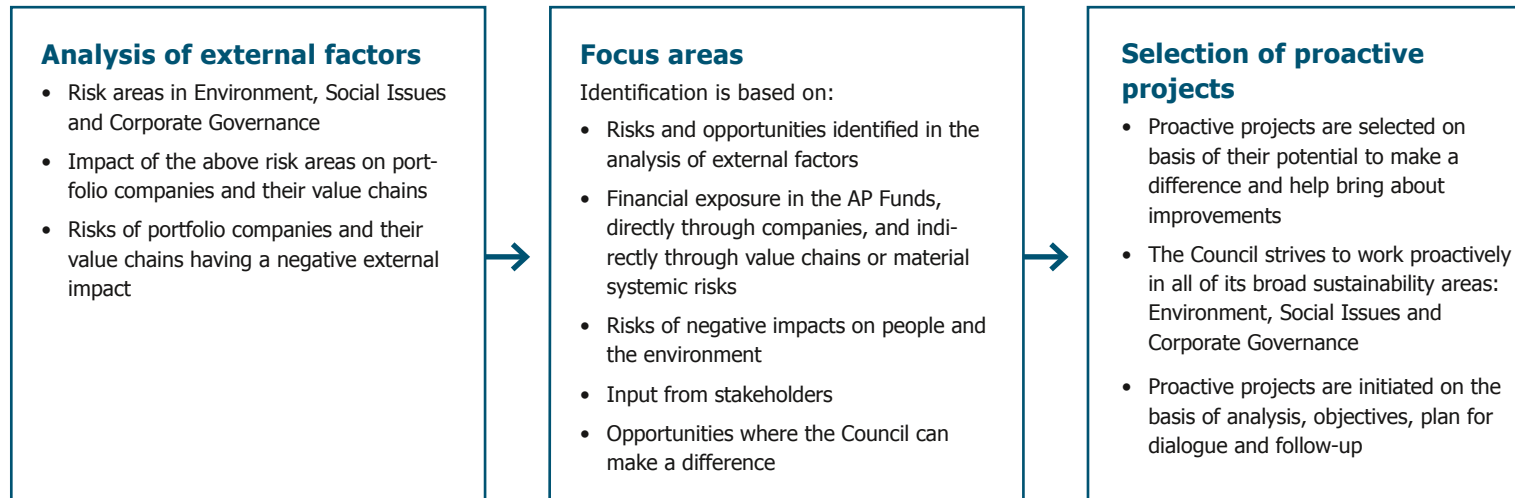 Analysis of external factors
• Risk areas in Environment, Social Issues
and Corporate Governance
• Impact of the above risk areas on port-
folio companies and their value chains
• Risks of portfolio companies and their
value chains having a negative external
impact
Focus areas
Identification is based on:
• Risks and opportunities identified in the
analysis of external factors
• Financial exposure in the AP Funds,
directly through companies, and indi-
rectly through value chains or material
systemic risks
• Risks of negative impacts on people and
the environment
• Input from stakeholders
• Opportunities where the Council can
make a difference
Selection of proactive
projects
• Proactive projects are selected on
basis of their potential to make a
difference and help bring about
improvements
• The Council strives to work proactively
in all of its broad sustainability areas:
Environment, Social Issues and
Corporate Governance
• Proactive projects are initiated on the
basis of analysis, objectives, plan for
dialogue and follow-up